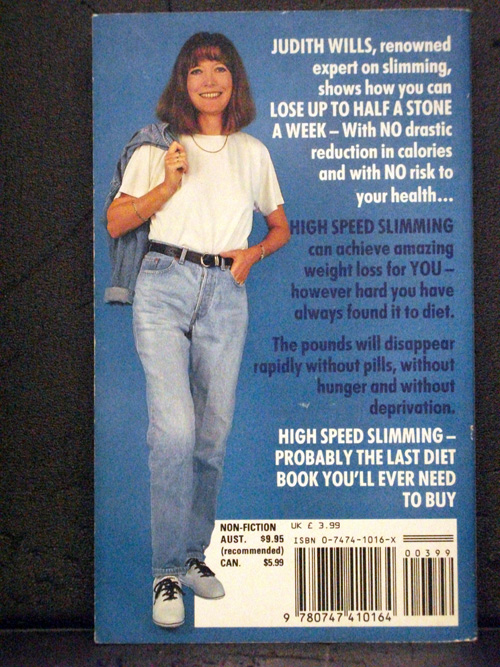 JUDITH WILLS, renowned
expert on slimming,
shows how you can
LOSE UP TO HALF A STONE
A WEEK – With NO drastic
reduction in calories
and with NO risk to
your health...
HIGH SPEED SLIMMING
can achieve amazing
weight loss for YOU –
however hard you have
always found it to diet.
The pounds will disappear
rapidly without pills, without
hunger and without
deprivation.
HIGH SPEED SLIMMING –
PROBABLY THE LAST DIET
BOOK YOU'LL EVER NEED
TO BUY
NON-FICTION UK £ 3.99
AUST. $9.95 ISBN 0-7474-1016-X
(recommended) 00399
CAN. $5.99
9 780747 410164